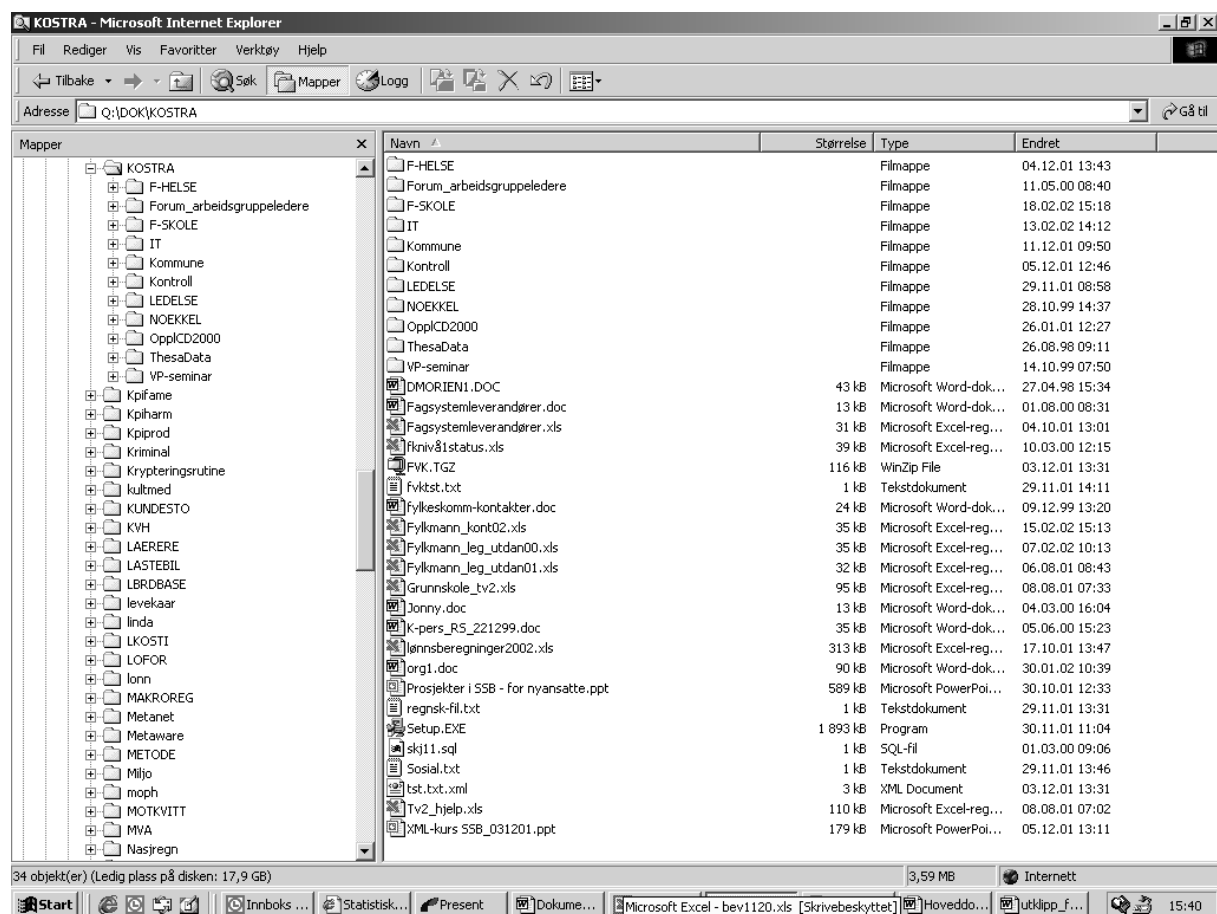 KOSTRA - Microsoft Internet Explorer
Fil Rediger Vis Favoritter Verktøy Hjelp
Tilbake Søk Mapper Logg
Adresse Q:\DOK\KOSTRA Gå til
Mapper
KOSTRA
F-HELSE
Forum_arbeidsgruppeledere
F-SKOLE
IT
Kommune
Kontroll
LEDELSE
NOEKKEL
OpplCD2000
ThesaData
VP-seminar
Kpifame
Kpiharm
Kpiprod
Kriminal
Krypteringsrutine
kultmed
KUNDESTO
KVH
LAERERE
LASTEBIL
LBRDBASE
levekaar
linda
LKOSTI
LOFOR
lonn
MAKROREG
Metanet
Metaware
METODE
Miljo
moph
MOTKVITT
MVA
Nasjregn
Navn Størrelse Type Endret
F-HELSE Filmappe 04.12.01 13:43
Forum_arbeidsgruppeledere Filmappe 11.05.00 08:40
F-SKOLE Filmappe 18.02.02 15:18
IT Filmappe 13.02.02 14:12
Kommune Filmappe 11.12.01 09:50
Kontroll Filmappe 05.12.01 12:46
LEDELSE Filmappe 29.11.01 08:58
NOEKKEL Filmappe 28.10.99 14:37
OpplCD2000 Filmappe 26.01.01 12:27
ThesaData Filmappe 26.08.98 09:11
VP-seminar Filmappe 14.10.99 07:50
DMORIEN1.DOC 43 kB Microsoft Word-dok... 27.04.98 15:34
Fagsystemleverandører.doc 13 kB Microsoft Word-dok... 01.08.00 08:31
Fagsystemleverandører.xls 31 kB Microsoft Excel-reg... 04.10.01 13:01
fknivå1status.xls 39 kB Microsoft Excel-reg... 10.03.00 12:15
FVK.TGZ 116 kB WinZip File 03.12.01 13:31
fvktst.txt 1 kB Tekstdokument 29.11.01 14:11
fylkeskomm-kontakter.doc 24 kB Microsoft Word-dok... 09.12.99 13:20
Fylkmann_kont02.xls 35 kB Microsoft Excel-reg... 15.02.02 15:13
Fylkmann_leg_utdan00.xls 35 kB Microsoft Excel-reg... 07.02.02 10:13
Fylkmann_leg_utdan01.xls 32 kB Microsoft Excel-reg... 06.08.01 08:43
Grunnskole_tv2.xls 95 kB Microsoft Excel-reg... 08.08.01 07:33
Jonny.doc 13 kB Microsoft Word-dok... 04.03.00 16:04
K-pers_RS_221299.doc 35 kB Microsoft Word-dok... 05.06.00 15:23
lønnsberegninger2002.xls 313 kB Microsoft Excel-reg... 17.10.01 13:47
org1.doc 90 kB Microsoft Word-dok... 30.01.02 10:39
Prosjekter i SSB - for nyansatte.ppt 589 kB Microsoft PowerPoi... 30.10.01 12:33
regnsk-fil.txt 1 kB Tekstdokument 29.11.01 13:31
Setup.EXE 1 893 kB Program 30.11.01 11:04
skj11.sql 1 kB SQL-fil 01.03.00 09:06
Sosial.txt 1 kB Tekstdokument 29.11.01 13:46
tst.txt.xml 3 kB XML Document 03.12.01 13:31
Tv2_hjelp.xls 110 kB Microsoft Excel-reg... 08.08.01 07:02
XML-kurs SSB_031201.ppt 179 kB Microsoft PowerPoi... 05.12.01 13:11
34 objekt(er) (Ledig plass på disken: 17,9 GB) 3,59 MB Internett
Start Innboks ... Statistisk... Present Dokume... Microsoft Excel - bev1120.xls [Skrivebeskyttet] Hoveddo... utklipp_f... 15:40